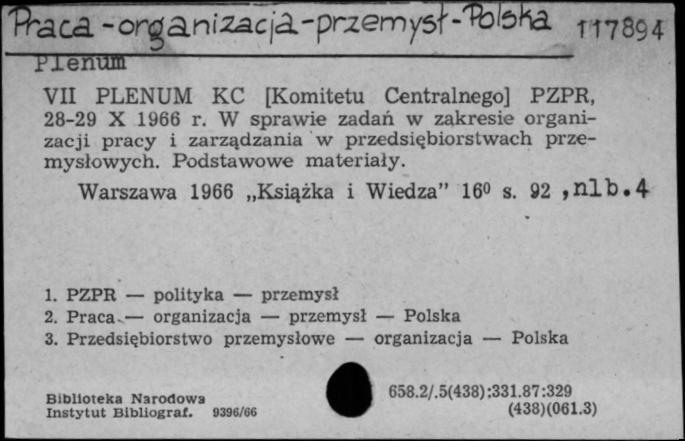 Praca-organizacja-przemysł-Polska 117894
Plenum
VII PLENUM KC [Komitetu Centralnego] PZPR,
28-29 X 1966 r. W sprawie zadań w zakresie organi-
zacji pracy i zarządzania w przedsiębiorstwach prze-
mysłowych. Podstawowe materiały.
Warszawa 1966 „Książka i Wiedza” 16⁰ s. 92 ,nlb.4
1. PZPR — polityka — przemysł
2. Praca — organizacja — przemysł — Polska
3. Przedsiębiorstwo przemysłowe — organizacja — Polska
Biblioteka Narodowa
Instytut Bibliograf. 9396/66
658.2/.5(438):331.87:329
(438)(061.3)